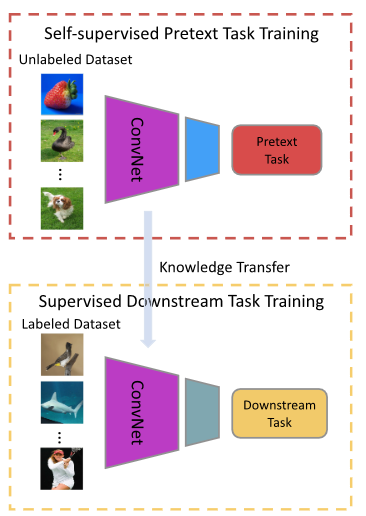 Self-supervised Pretext Task Training
Unlabeled Dataset
ConvNet
Pretext
Task
...
Knowledge Transfer
Supervised Downstream Task Training
Labeled Dataset
ConvNet
Downstream
Task
...